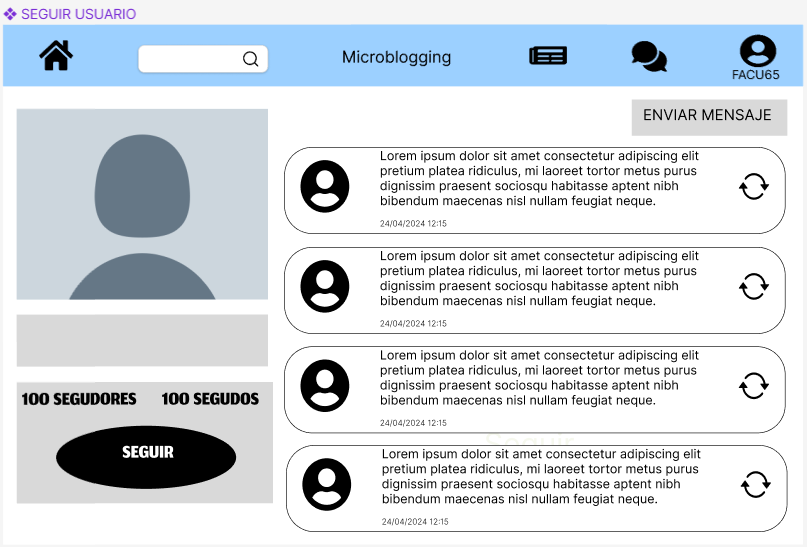 SEGUIR USUARIO
Microblogging
FACU65
ENVIAR MENSAJE
Lorem ipsum dolor sit amet consectetur adipiscing elit
pretium platea ridiculus, mi laoreet tortor metus purus
dignissim praesent sociosqu habitasse aptent nibh
bibendum maecenas nisl nullam feugiat neque.
24/04/2024 12:15
Lorem ipsum dolor sit amet consectetur adipiscing elit
pretium platea ridiculus, mi laoreet tortor metus purus
dignissim praesent sociosqu habitasse aptent nibh
bibendum maecenas nisl nullam feugiat neque.
24/04/2024 12:15
Lorem ipsum dolor sit amet consectetur adipiscing elit
pretium platea ridiculus, mi laoreet tortor metus purus
dignissim praesent sociosqu habitasse aptent nibh
bibendum maecenas nisl nullam feugiat neque.
24/04/2024 12:15
Seguir
Lorem ipsum dolor sit amet consectetur adipiscing elit
pretium platea ridiculus, mi laoreet tortor metus purus
dignissim praesent sociosqu habitasse aptent nibh
bibendum maecenas nisl nullam feugiat neque.
24/04/2024 12:15
100 SEGUDORES 100 SEGUDOS
SEGUIR